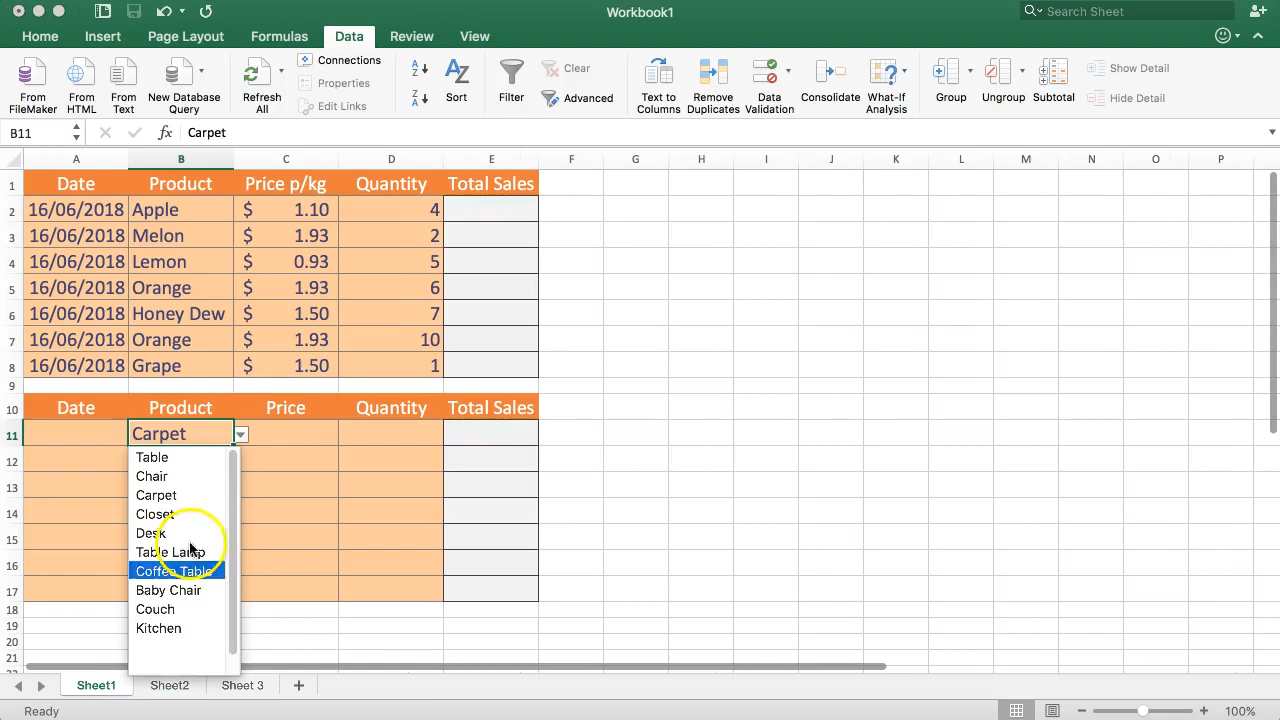 Workbook1
Search Sheet
Home Insert Page Layout Formulas Data Review View
From FileMaker
From HTML
From Text
New Database Query
Refresh All
Connections
Properties
Edit Links
Sort
Filter
Clear
Advanced
Text to Columns
Remove Duplicates
Data Validation
Consolidate
What-If Analysis
Group
Ungroup
Subtotal
Show Detail
Hide Detail
B11 fx Carpet
A B C D E F G H I J K L M N O P
1 Date Product Price p/kg Quantity Total Sales
2 16/06/2018 Apple $ 1.10 4
3 16/06/2018 Melon $ 1.93 2
4 16/06/2018 Lemon $ 0.93 5
5 16/06/2018 Orange $ 1.93 6
6 16/06/2018 Honey Dew $ 1.50 7
7 16/06/2018 Orange $ 1.93 10
8 16/06/2018 Grape $ 1.50 1
9
10 Date Product Price Quantity Total Sales
11 Carpet
12
13
14
15
16
17
18
19
20
21
Table
Chair
Carpet
Closet
Desk
Table Lamp
Coffee Table
Baby Chair
Couch
Kitchen
Sheet1 Sheet2 Sheet 3
Ready
100%